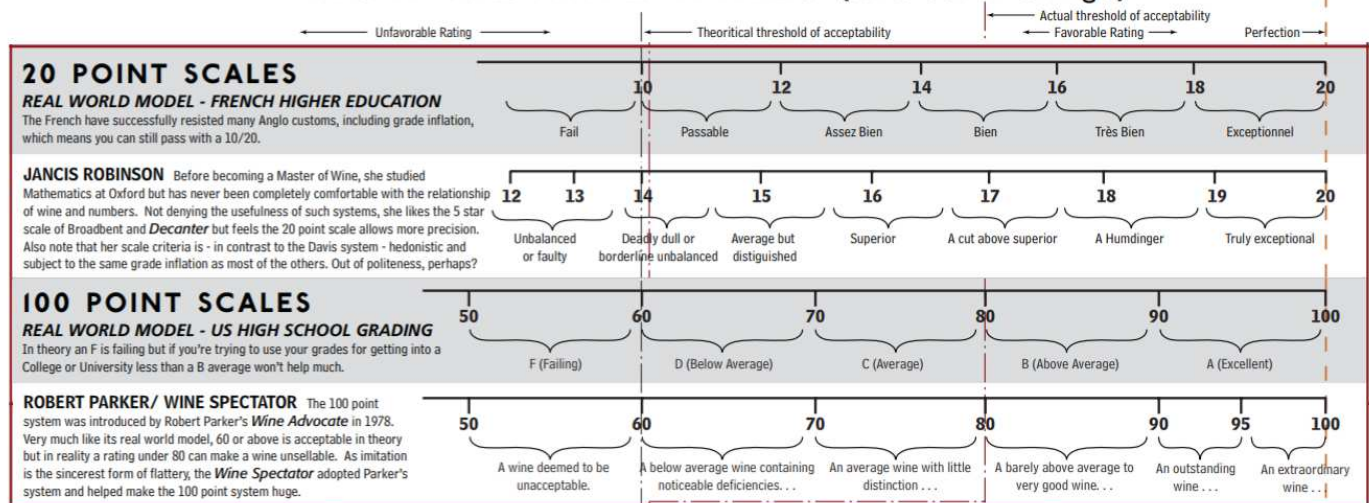 Actual threshold of acceptability
Unfavorable Rating
Theoritical threshold of acceptability
Favorable Rating
Perfection
20 POINT SCALES
REAL WORLD MODEL - FRENCH HIGHER EDUCATION
The French have successfully resisted many Anglo customs, including grade inflation,
which means you can still pass with a 10/20.
10 12 14 16 18 20
Fail Passable Assez Bien Bien Très Bien Exceptionnel
JANCIS ROBINSON Before becoming a Master of Wine, she studied
Mathematics at Oxford but has never been completely comfortable with the relationship
of wine and numbers. Not denying the usefulness of such systems, she likes the 5 star
scale of Broadbent and Decanter but feels the 20 point scale allows more precision.
Also note that her scale criteria is - in contrast to the Davis system - hedonistic and
subject to the same grade inflation as most of the others. Out of politeness, perhaps?
12 13 14 15 16 17 18 19 20
Unbalanced
or faulty
Deadly dull or
borderline unbalanced
Average but
distiguished
Superior
A cut above superior
A Humdinger
Truly exceptional
100 POINT SCALES
REAL WORLD MODEL - US HIGH SCHOOL GRADING
In theory an F is failing but if you're trying to use your grades for getting into a
College or University less than a B average won't help much.
50 60 70 80 90 100
F (Failing) D (Below Average) C (Average) B (Above Average) A (Excellent)
ROBERT PARKER/ WINE SPECTATOR The 100 point
system was introduced by Robert Parker's Wine Advocate in 1978.
Very much like its real world model, 60 or above is acceptable in theory
but in reality a rating under 80 can make a wine unsellable. As imitation
is the sincerest form of flattery, the Wine Spectator adopted Parker's
system and helped make the 100 point system huge.
50 60 70 80 90 95 100
A wine deemed to be
unacceptable.
A below average wine containing
noticeable deficiencies. . .
An average wine with little
distinction . . .
A barely above average to
very good wine. . .
An outstanding
wine . . .
An extraordinary
wine . . .